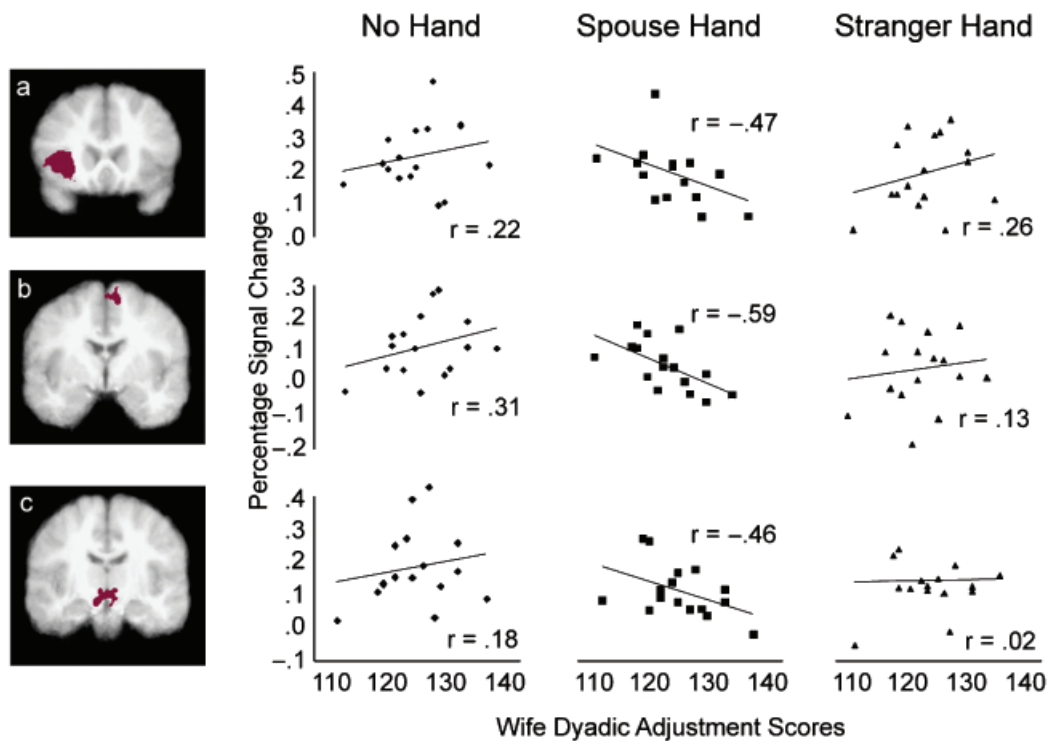 No Hand Spouse Hand Stranger Hand
a
Percentage Signal Change
.5
.4
.3
.2
.1
.0
r = .22
r = –.47
r = .26
b
.3
.2
.1
.0
–.1
–.2
r = .31
r = –.59
r = .13
c
.4
.3
.2
.1
.0
–.1
r = .18
r = –.46
r = .02
110 120 130 140 110 120 130 140 110 120 130 140
Wife Dyadic Adjustment Scores